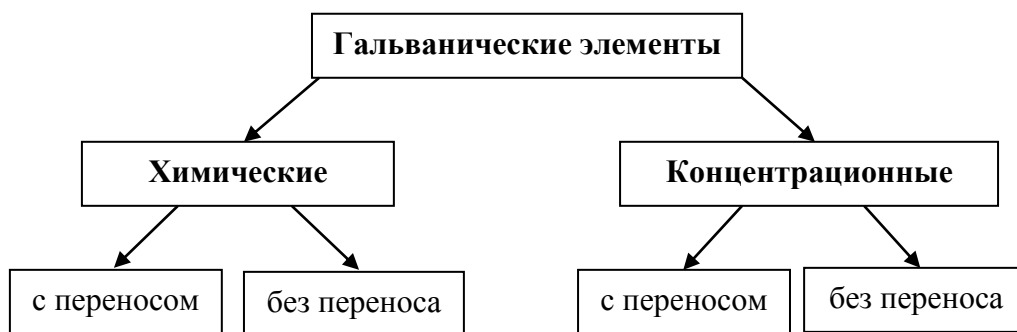 Гальванические элементы
Химические
Концентрационные
с переносом
без переноса
с переносом
без переноса